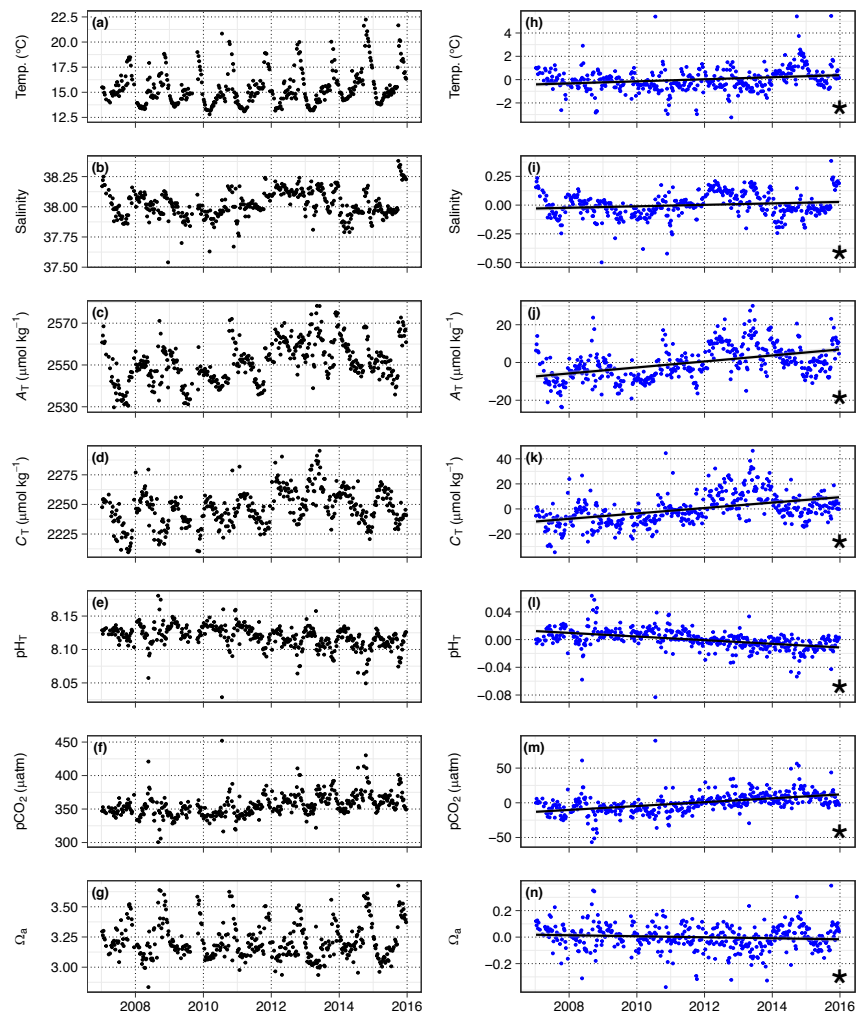 (a)
Temp. (°C)
22.5
20.0
17.5
15.0
12.5
(h)
Temp. (°C)
4
2
0
−2
*
(b)
Salinity
38.25
38.00
37.75
37.50
(i)
Salinity
0.25
0.00
−0.25
−0.50
*
(c)
AT (μmol kg−1)
2570
2550
2530
(j)
AT (μmol kg−1)
20
0
−20
*
(d)
CT (μmol kg−1)
2275
2250
2225
(k)
CT (μmol kg−1)
40
20
0
−20
*
(e)
pHT
8.15
8.10
8.05
(l)
pHT
0.04
0.00
−0.04
−0.08
*
(f)
pCO2 (μatm)
450
400
350
300
(m)
pCO2 (μatm)
50
0
−50
*
(g)
Ωa
3.50
3.25
3.00
(n)
Ωa
0.2
0.0
−0.2
*
2008 2010 2012 2014 2016
2008 2010 2012 2014 2016